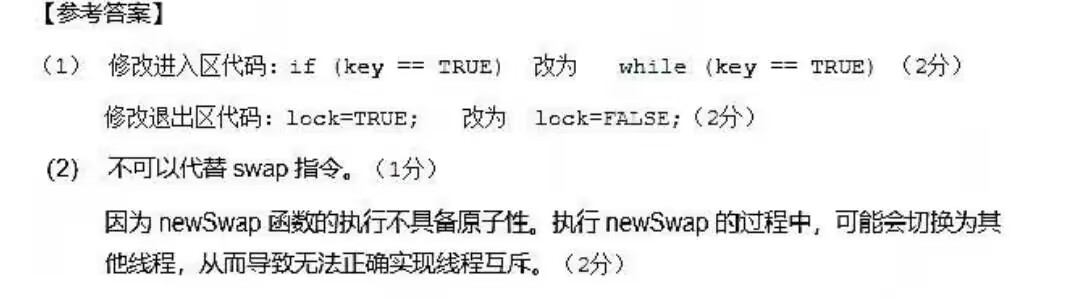 【参考答案】
（1） 修改进入区代码：if (key == TRUE) 改为 while (key == TRUE)（2分）
修改退出区代码：lock=TRUE; 改为 lock=FALSE;（2分）
(2) 不可以代替 swap 指令。（1分）
因为 newSwap 函数的执行不具备原子性。执行 newSwap 的过程中，可能会切换为其
他线程，从而导致无法正确实现线程互斥。（2分）